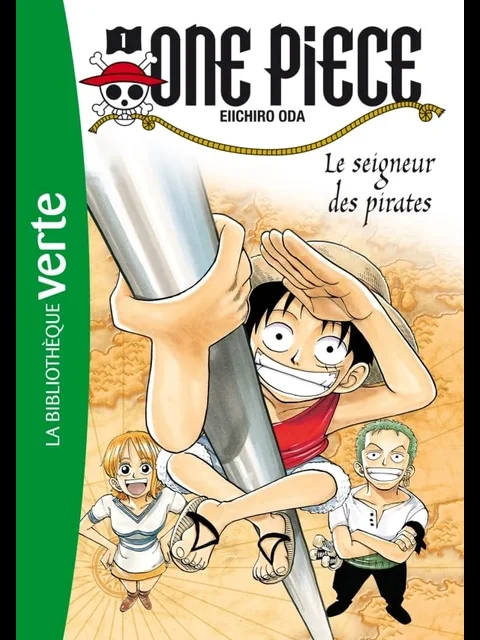 1
ONE PIECE
EIICHIRO ODA
Le seigneur
des pirates
LA BIBLIOTHÈQUE verte